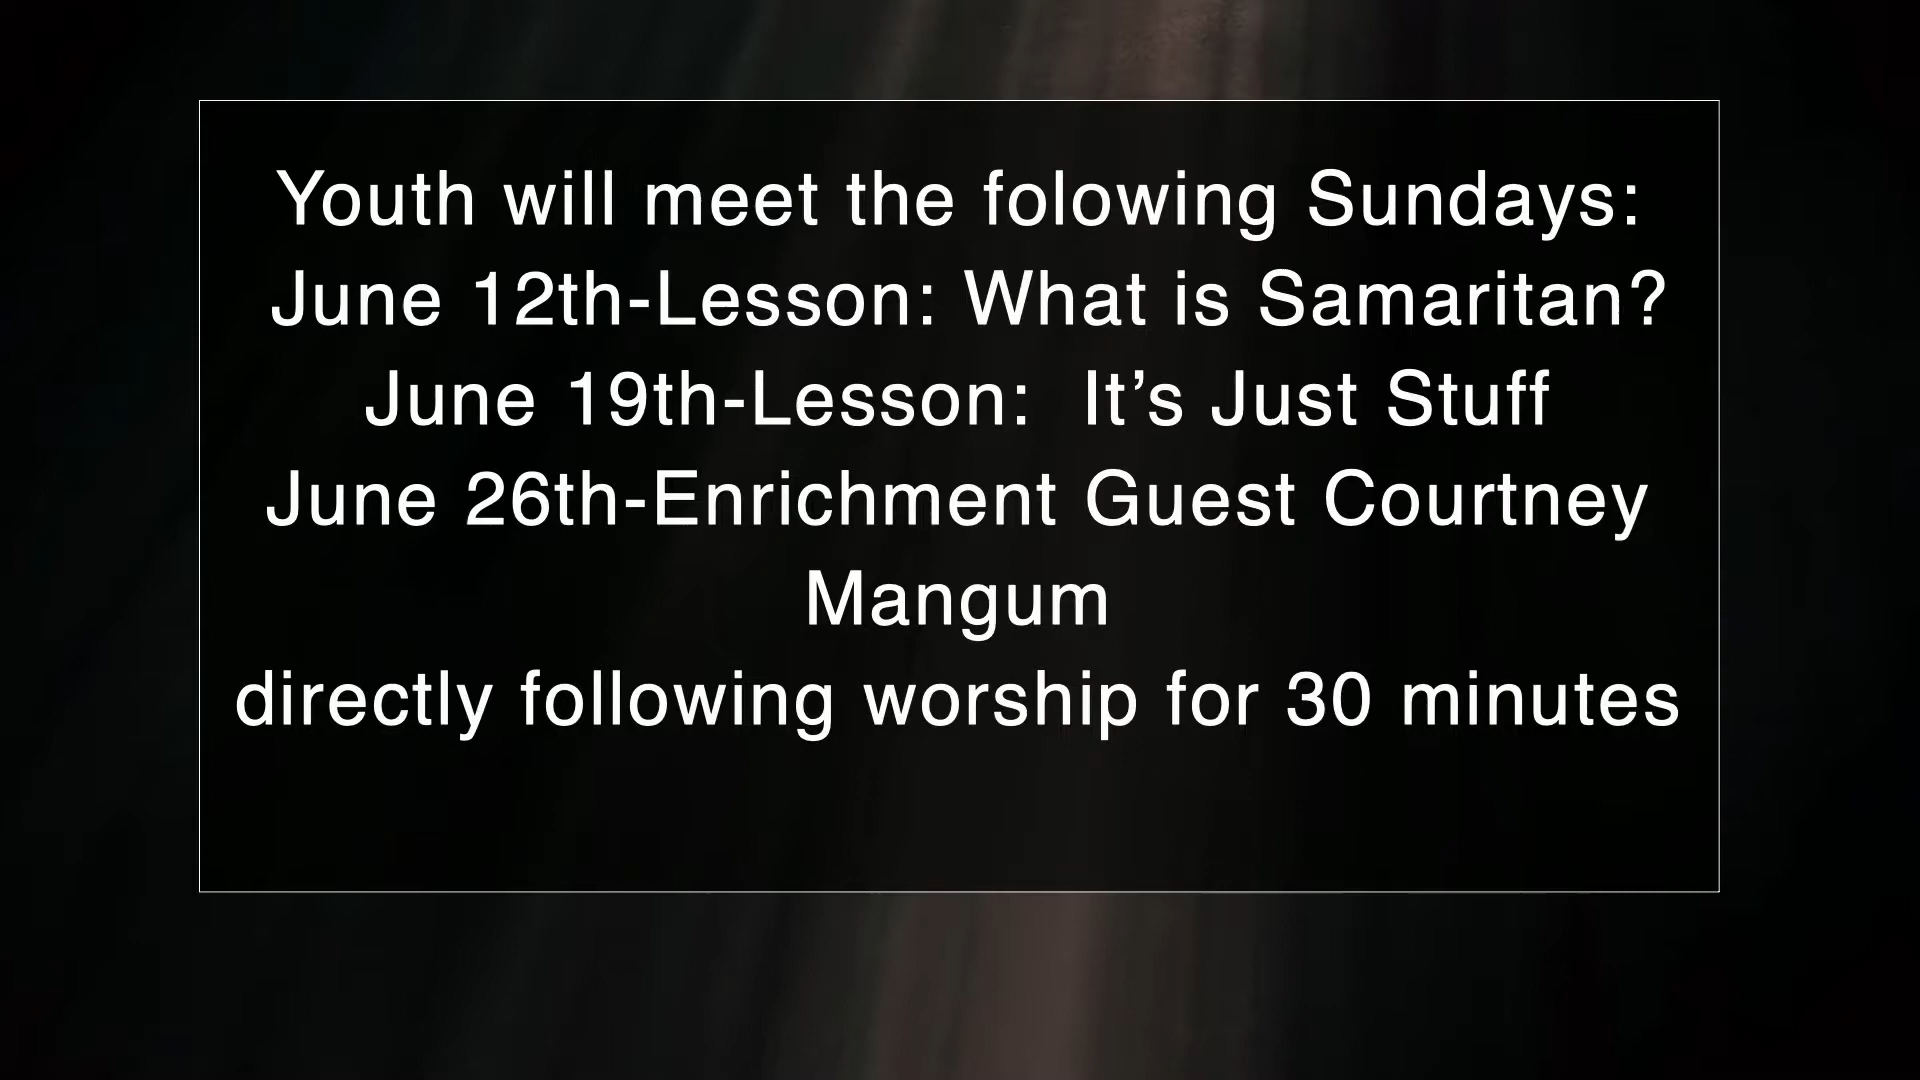 Youth will meet the folowing Sundays:
June 12th-Lesson: What is Samaritan?
June 19th-Lesson:  It’s Just Stuff
June 26th-Enrichment Guest Courtney
Mangum
directly following worship for 30 minutes